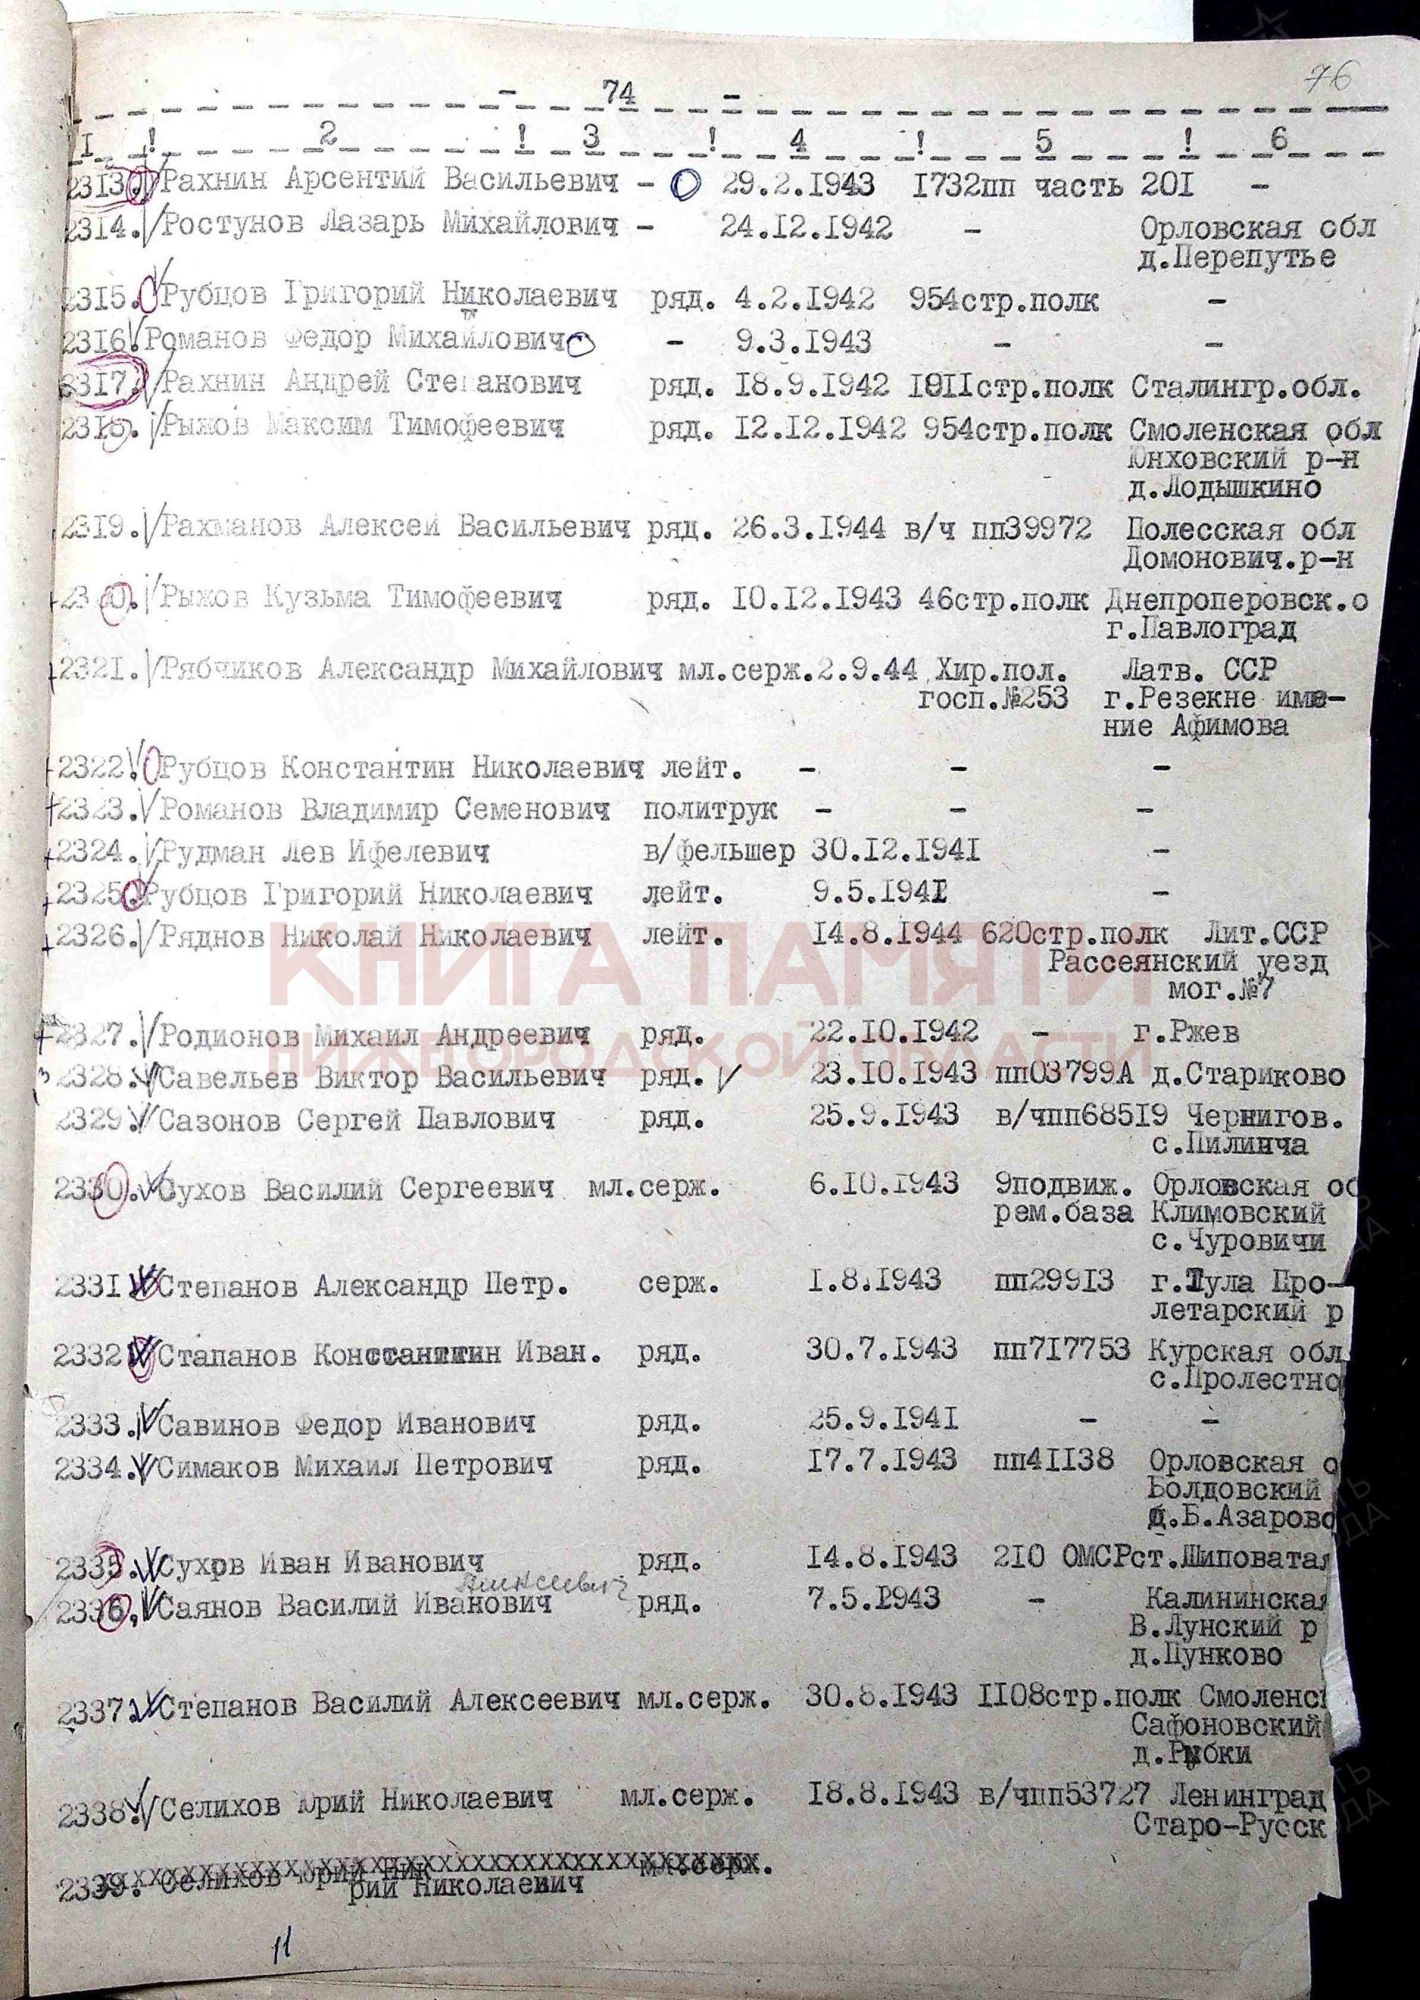 76
- 74 -
I ! 2 ! 3 ! 4 ! 5 ! 6
2313. Рахнин Арсентий Васильевич - 29.2.1943 1732пп часть 201 -
2314. Ростунов Лазарь Михайлович - 24.12.1942 - Орловская обл
д.Перепутье
2315. Рубцов Григорий Николаевич ряд. 4.2.1942 954стр.полк -
2316 Романов Федор Михайлович - 9.3.1943 - -
2317. Рахнин Андрей Степанович ряд. 18.9.1942 1011стр.полк Сталингр.обл.
2318. Рыжов Максим Тимофеевич ряд. 12.12.1942 954стр.полк Смоленская обл
Юнховский р-н
д.Лодышкино
2319. Рахманов Алексей Васильевич ряд. 26.3.1944 в/ч пп39972 Полесская обл
Домонович.р-н
2320. Рыжов Кузьма Тимофеевич ряд. 10.12.1943 46стр.полк Днепроперовск.о
г.Павлоград
2321. Рябчиков Александр Михайлович мл.серж.2.9.44 Хир.пол. Латв. ССР
госп.№253 г.Резекне име-
ние Афимова
2322. Рубцов Константин Николаевич лейт. - - -
2323. Романов Владимир Семенович политрук - - -
2324. Рудман Лев Ифелевич в/фельшер 30.12.1941 -
2325. Рубцов Григорий Николаевич лейт. 9.5.1941 -
2326. Ряднов Николай Николаевич лейт. 14.8.1944 620стр.полк Лит.ССР
Рассеянский уезд
мог.№7
КНИГА ПАМЯТИ
2327. Родионов Михаил Андреевич ряд. 22.10.1942 - г.Ржев
НИЖЕГОРОДСКОЙ ОБЛАСТИ
2328. Савельев Виктор Васильевич ряд. 23.10.1943 пп03799А д.Стариково
2329. Сазонов Сергей Павлович ряд. 25.9.1943 в/чпп68519 Чернигов.
с.Пилинча
2330. Сухов Василий Сергеевич мл.серж. 6.10.1943 9подвиж. Орловская об
рем.база Климовский
с.Чуровичи
2331 Степанов Александр Петр. серж. 1.8.1943 пп29913 г.Тула Про-
летарский р
2332 Стапанов Константин Иван. ряд. 30.7.1943 пп717753 Курская обл
с.Пролестно
2333. Савинов Федор Иванович ряд. 25.9.1941 - -
2334. Симаков Михаил Петрович ряд. 17.7.1943 пп41138 Орловская о
Болдовский
д.Б.Азарово
2335. Сухов Иван Иванович ряд. 14.8.1943 210 ОМСРст.Шиповатая
Алексеевич
2336. Саянов Василий Иванович ряд. 7.5.1943 - Калининская
В.Лунский р
д.Пунково
2337. Степанов Василий Алексеевич мл.серж. 30.8.1943 1108стр.полк Смоленск
Сафоновский
д.Рыбки
2338. Селихов Юрий Николаевич мл.серж. 18.8.1943 в/чпп53727 Ленинград
Старо-Русск
2339. Селихов Юрий Ник мл.серж.
рий Николаевич
11